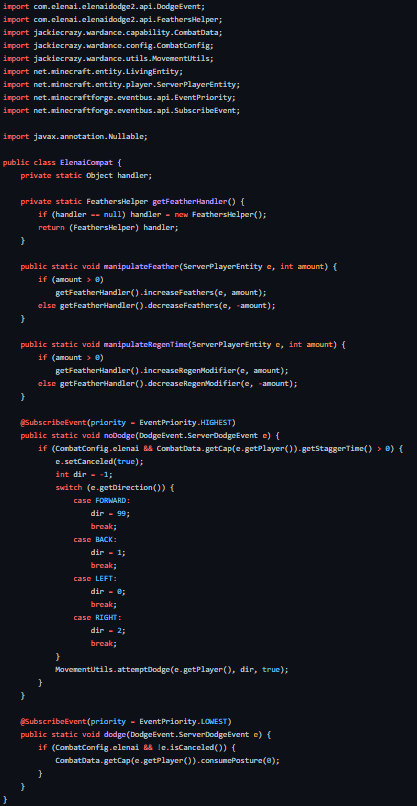 import com.elenai.elenaidodge2.api.DodgeEvent;
import com.elenai.elenaidodge2.api.FeathersHelper;
import jackiecrazy.wardance.capability.CombatData;
import jackiecrazy.wardance.config.CombatConfig;
import jackiecrazy.wardance.utils.MovementUtils;
import net.minecraft.entity.LivingEntity;
import net.minecraft.entity.player.ServerPlayerEntity;
import net.minecraftforge.eventbus.api.EventPriority;
import net.minecraftforge.eventbus.api.SubscribeEvent;

import javax.annotation.Nullable;

public class ElenaiCompat {
    private static Object handler;

    private static FeathersHelper getFeatherHandler() {
        if (handler == null) handler = new FeathersHelper();
        return (FeathersHelper) handler;
    }

    public static void manipulateFeather(ServerPlayerEntity e, int amount) {
        if (amount > 0)
            getFeatherHandler().increaseFeathers(e, amount);
        else getFeatherHandler().decreaseFeathers(e, -amount);
    }

    public static void manipulateRegenTime(ServerPlayerEntity e, int amount) {
        if (amount > 0)
            getFeatherHandler().increaseRegenModifier(e, amount);
        else getFeatherHandler().decreaseRegenModifier(e, -amount);
    }

    @SubscribeEvent(priority = EventPriority.HIGHEST)
    public static void noDodge(DodgeEvent.ServerDodgeEvent e) {
        if (CombatConfig.elenai && CombatData.getCap(e.getPlayer()).getStaggerTime() > 0) {
            e.setCanceled(true);
            int dir = -1;
            switch (e.getDirection()) {
                case FORWARD:
                    dir = 99;
                    break;
                case BACK:
                    dir = 1;
                    break;
                case LEFT:
                    dir = 0;
                    break;
                case RIGHT:
                    dir = 2;
                    break;
            }
            MovementUtils.attemptDodge(e.getPlayer(), dir, true);
        }
    }

    @SubscribeEvent(priority = EventPriority.LOWEST)
    public static void dodge(DodgeEvent.ServerDodgeEvent e) {
        if (CombatConfig.elenai && !e.isCanceled()) {
            CombatData.getCap(e.getPlayer()).consumePosture(0);
        }
    }
}